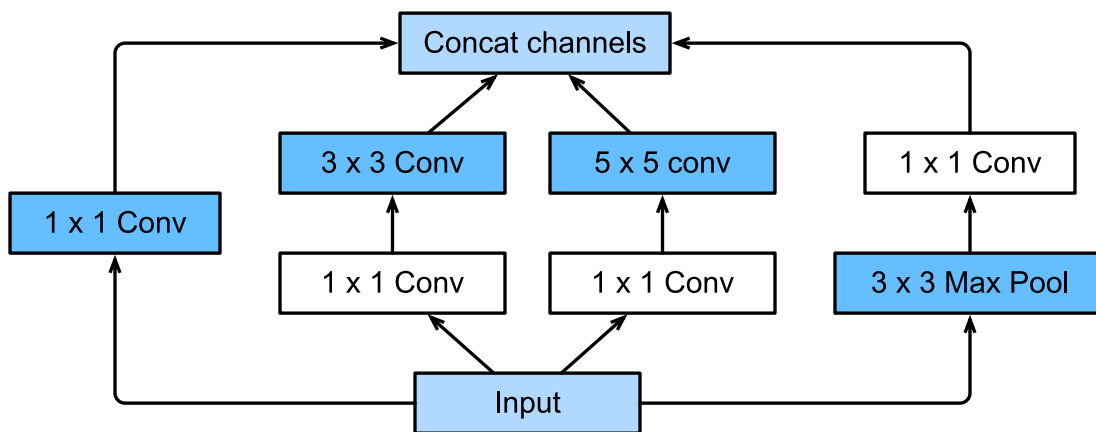 Concat channels
3 x 3 Conv
5 x 5 conv
1 x 1 Conv
1 x 1 Conv
1 x 1 Conv
1 x 1 Conv
3 x 3 Max Pool
Input